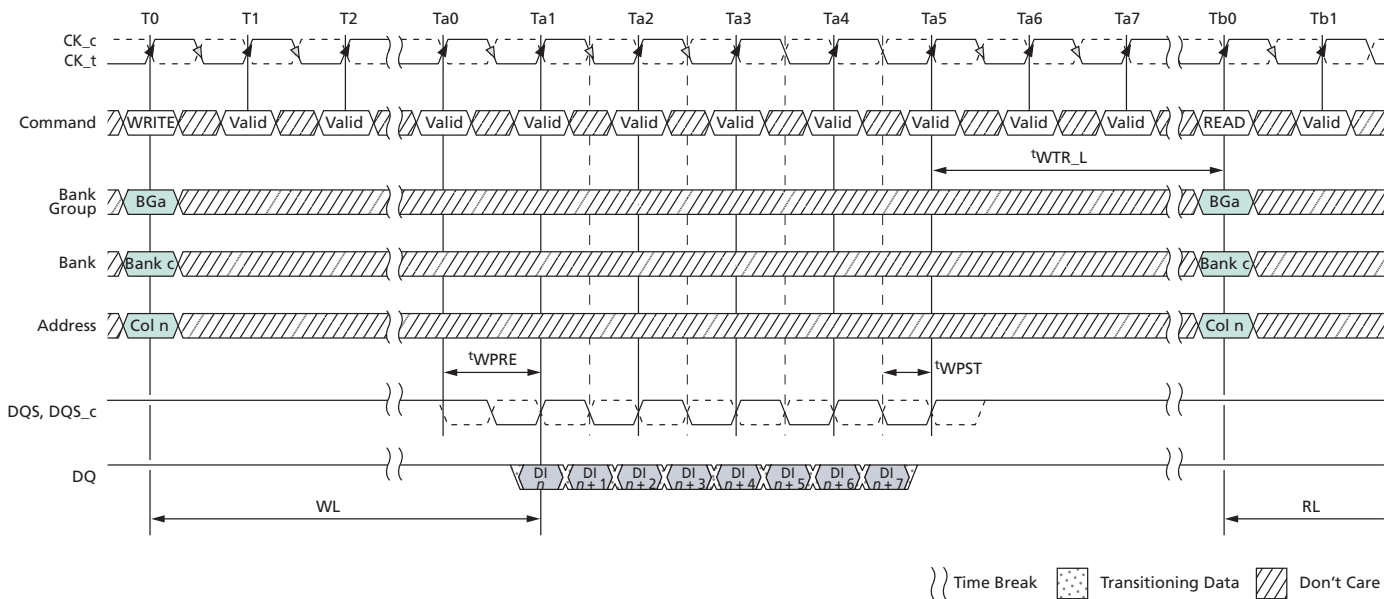 T0 T1 T2 Ta0 Ta1 Ta2 Ta3 Ta4 Ta5 Ta6 Ta7 Tb0 Tb1
CK_c
CK_t
Command WRITE Valid Valid Valid Valid Valid Valid Valid Valid Valid Valid READ Valid
tWTR_L
Bank
Group BGa BGa
Bank Bank c Bank c
Address Col n Col n
tWPRE tWPST
DQS, DQS_c
DQ DI n DI n + 1 DI n + 2 DI n + 3 DI n + 4 DI n + 5 DI n + 6 DI n + 7
WL RL
Time Break Transitioning Data Don't Care